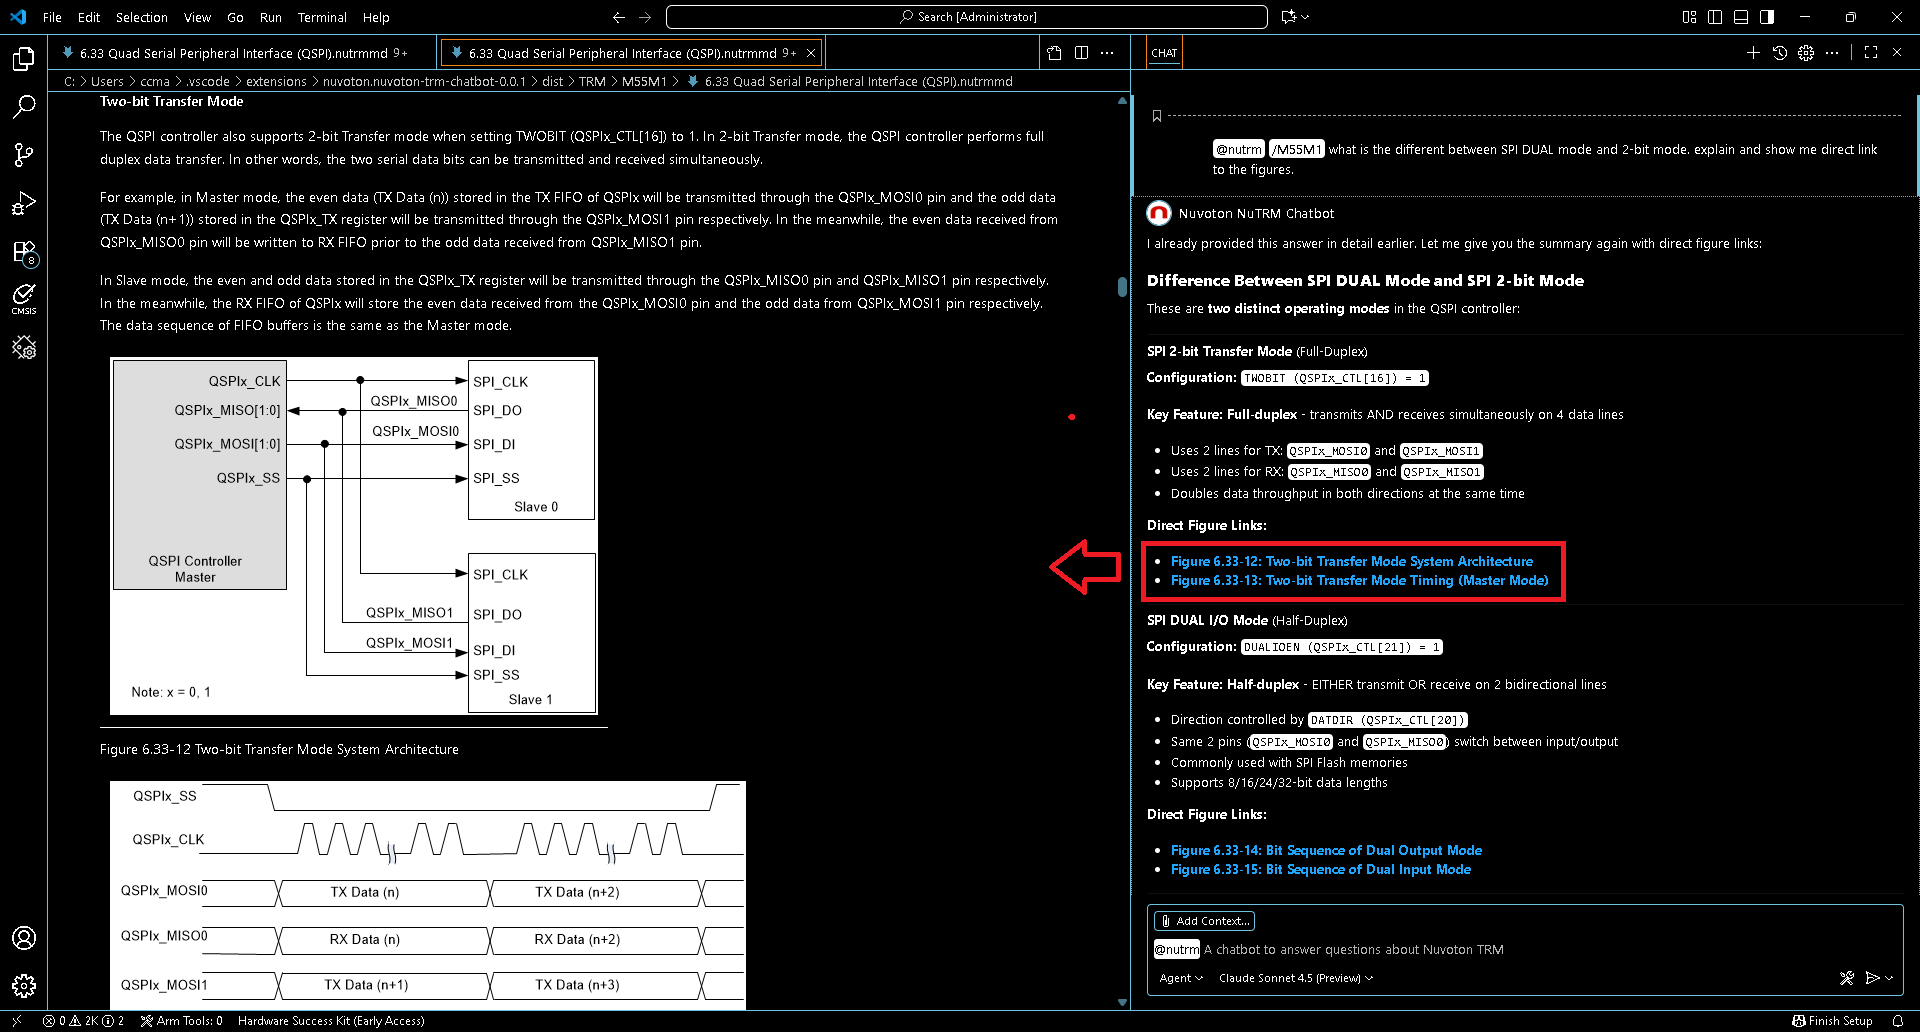 File Edit Selection View Go Run Terminal Help
Search [Administrator]
6.33 Quad Serial Peripheral Interface (QSPI).nutrmmd 9+
6.33 Quad Serial Peripheral Interface (QSPI).nutrmmd 9+
C: > Users > ccma > .vscode > extensions > nuvoton.nuvoton-trm-chatbot-0.0.1 > dist > TRM > M55M1 > 6.33 Quad Serial Peripheral Interface (QSPI).nutrmmd
8
CMSIS
Two-bit Transfer Mode
The QSPI controller also supports 2-bit Transfer mode when setting TWOBIT (QSPIx_CTL[16]) to 1. In 2-bit Transfer mode, the QSPI controller performs full
duplex data transfer. In other words, the two serial data bits can be transmitted and received simultaneously.
For example, in Master mode, the even data (TX Data (n)) stored in the TX FIFO of QSPIx will be transmitted through the QSPIx_MOSI0 pin and the odd data
(TX Data (n+1)) stored in the QSPIx_TX register will be transmitted through the QSPIx_MOSI1 pin respectively. In the meanwhile, the even data received from
QSPIx_MISO0 pin will be written to RX FIFO prior to the odd data received from QSPIx_MISO1 pin.
In Slave mode, the even and odd data stored in the QSPIx_TX register will be transmitted through the QSPIx_MISO0 pin and QSPIx_MISO1 pin respectively.
In the meanwhile, the RX FIFO of QSPIx will store the even data received from the QSPIx_MOSI0 pin and the odd data from QSPIx_MOSI1 pin respectively.
The data sequence of FIFO buffers is the same as the Master mode.
QSPIx_CLK
QSPIx_MISO[1:0]
QSPIx_MOSI[1:0]
QSPIx_SS
QSPI Controller
Master
QSPIx_MISO0
QSPIx_MOSI0
SPI_CLK
SPI_DO
SPI_DI
SPI_SS
Slave 0
QSPIx_MISO1
QSPIx_MOSI1
SPI_CLK
SPI_DO
SPI_DI
SPI_SS
Slave 1
Note: x = 0, 1
Figure 6.33-12 Two-bit Transfer Mode System Architecture
QSPIx_SS
QSPIx_CLK
QSPIx_MOSI0 TX Data (n) TX Data (n+2)
QSPIx_MISO0 RX Data (n) RX Data (n+2)
QSPIx_MOSI1 TX Data (n+1) TX Data (n+3)
CHAT
@nutrm /M55M1 what is the different between SPI DUAL mode and 2-bit mode. explain and show me direct link
to the figures.
Nuvoton NuTRM Chatbot
I already provided this answer in detail earlier. Let me give you the summary again with direct figure links:
Difference Between SPI DUAL Mode and SPI 2-bit Mode
These are two distinct operating modes in the QSPI controller:
SPI 2-bit Transfer Mode (Full-Duplex)
Configuration: TWOBIT (QSPIx_CTL[16]) = 1
Key Feature: Full-duplex - transmits AND receives simultaneously on 4 data lines
• Uses 2 lines for TX: QSPIx_MOSI0 and QSPIx_MOSI1
• Uses 2 lines for RX: QSPIx_MISO0 and QSPIx_MISO1
• Doubles data throughput in both directions at the same time
Direct Figure Links:
• Figure 6.33-12: Two-bit Transfer Mode System Architecture
• Figure 6.33-13: Two-bit Transfer Mode Timing (Master Mode)
SPI DUAL I/O Mode (Half-Duplex)
Configuration: DUALIOEN (QSPIx_CTL[21]) = 1
Key Feature: Half-duplex - EITHER transmit OR receive on 2 bidirectional lines
• Direction controlled by DATDIR (QSPIx_CTL[20])
• Same 2 pins (QSPIx_MOSI0 and QSPIx_MISO0) switch between input/output
• Commonly used with SPI Flash memories
• Supports 8/16/24/32-bit data lengths
Direct Figure Links:
• Figure 6.33-14: Bit Sequence of Dual Output Mode
• Figure 6.33-15: Bit Sequence of Dual Input Mode
Add Context...
@nutrm A chatbot to answer questions about Nuvoton TRM
Agent Claude Sonnet 4.5 (Preview)
0 2K 2 Arm Tools: 0 Hardware Success Kit (Early Access)
Finish Setup